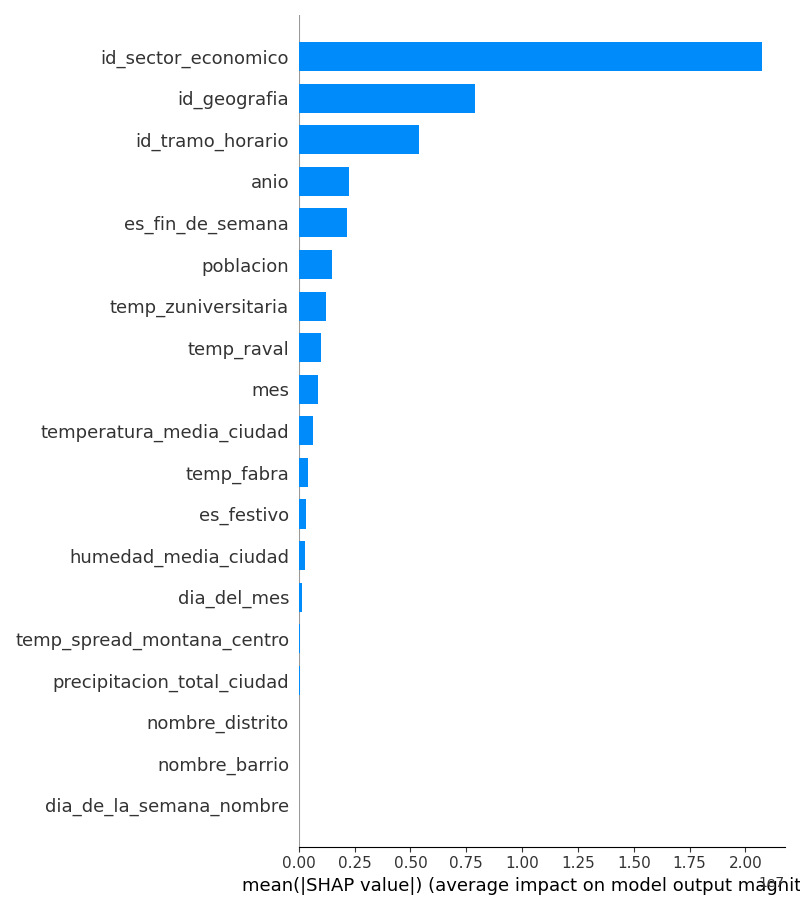 id_sector_economico
id_geografia
id_tramo_horario
anio
es_fin_de_semana
poblacion
temp_zuniversitaria
temp_raval
mes
temperatura_media_ciudad
temp_fabra
es_festivo
humedad_media_ciudad
dia_del_mes
temp_spread_montana_centro
precipitacion_total_ciudad
nombre_distrito
nombre_barrio
dia_de_la_semana_nombre
0.00 0.25 0.50 0.75 1.00 1.25 1.50 1.75 2.00
1e7
mean(|SHAP value|) (average impact on model output magnit